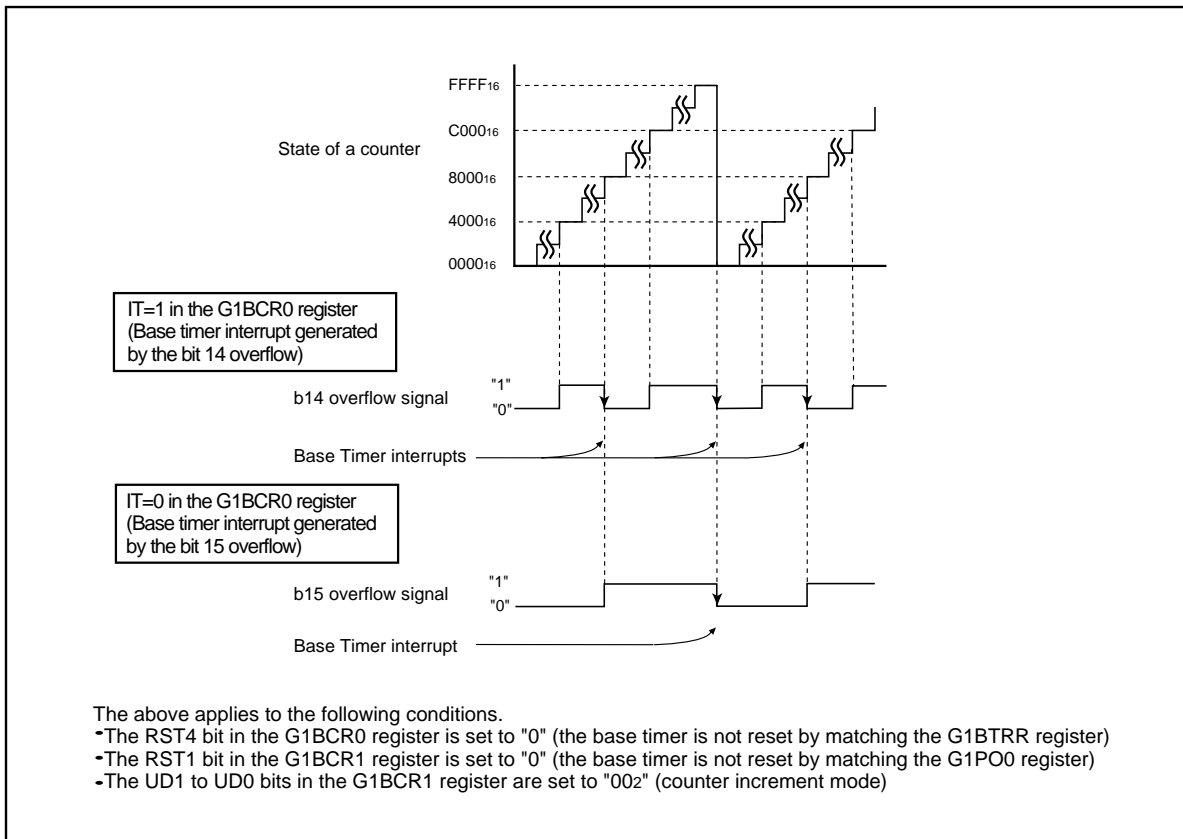 FFFF16
C00016
State of a counter
800016
400016
000016
IT=1 in the G1BCR0 register
(Base timer interrupt generated
by the bit 14 overflow)
"1"
b14 overflow signal
"0"
Base Timer interrupts
IT=0 in the G1BCR0 register
(Base timer interrupt generated
by the bit 15 overflow)
"1"
b15 overflow signal
"0"
Base Timer interrupt
The above applies to the following conditions.
•The RST4 bit in the G1BCR0 register is set to "0" (the base timer is not reset by matching the G1BTRR register)
•The RST1 bit in the G1BCR1 register is set to "0" (the base timer is not reset by matching the G1PO0 register)
•The UD1 to UD0 bits in the G1BCR1 register are set to "002" (counter increment mode)